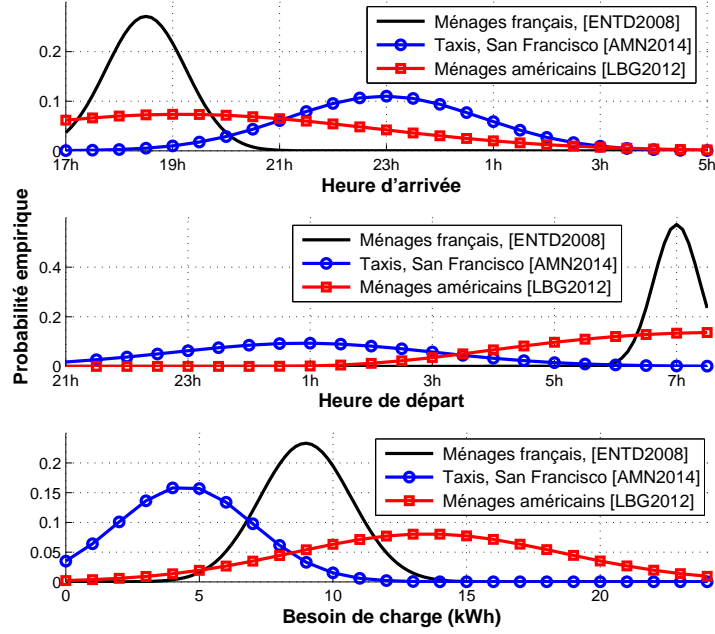 0.2
0.1
0
Ménages français, [ENTD2008]
Taxis, San Francisco [AMN2014]
Ménages américains [LBG2012]
17h 19h 21h 23h 1h 3h 5h
Heure d'arrivée
Probabilité empirique
0.4
0.2
0
Ménages français, [ENTD2008]
Taxis, San Francisco [AMN2014]
Ménages américains [LBG2012]
21h 23h 1h 3h 5h 7h
Heure de départ
0.2
0.15
0.1
0.05
0
Ménages français, [ENTD2008]
Taxis, San Francisco [AMN2014]
Ménages américains [LBG2012]
0 5 10 15 20
Besoin de charge (kWh)